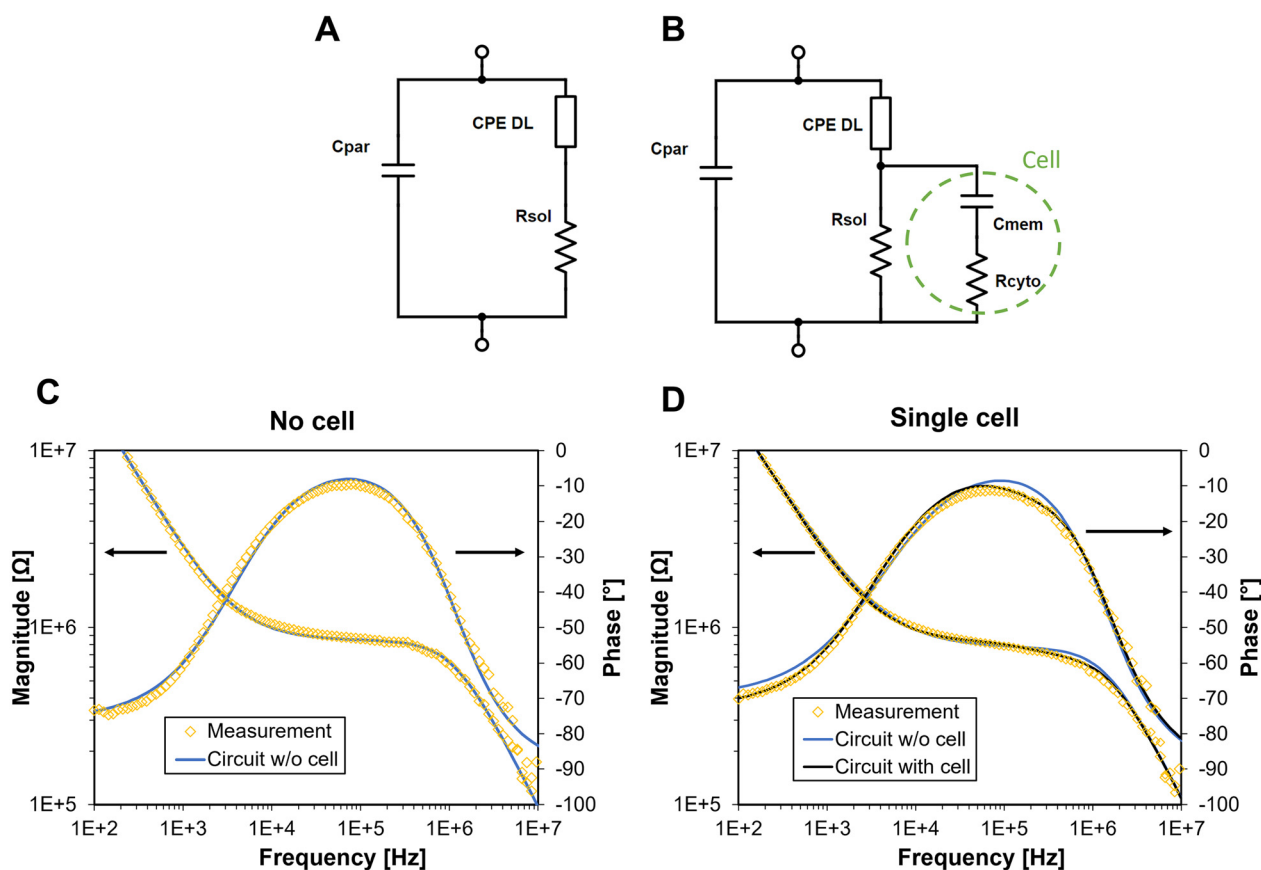 A
B
CPE DL
Cpar
Rsol
CPE DL
Cpar
Cell
Rsol
Cmem
Rcyto
C
No cell
Magnitude [Ω]
1E+7
1E+6
1E+5
1E+2
1E+3
1E+4
1E+5
1E+6
1E+7
Frequency [Hz]
0
-10
-20
-30
-40
-50
-60
-70
-80
-90
-100
Phase [°]
Measurement
Circuit w/o cell
D
Single cell
Magnitude [Ω]
1E+7
1E+6
1E+5
1E+2
1E+3
1E+4
1E+5
1E+6
1E+7
Frequency [Hz]
0
-10
-20
-30
-40
-50
-60
-70
-80
-90
-100
Phase [°]
Measurement
Circuit w/o cell
Circuit with cell